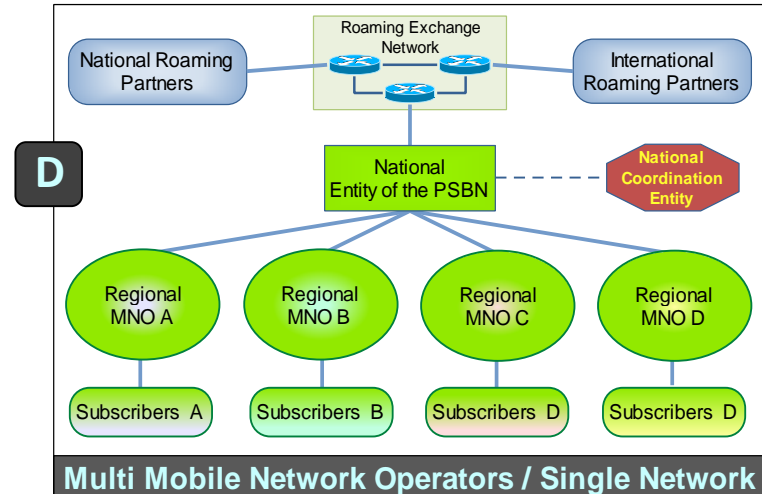 Roaming Exchange
Network
National Roaming
Partners
International
Roaming Partners
D
National
Entity of the PSBN
National
Coordination
Entity
Regional
MNO A
Regional
MNO B
Regional
MNO C
Regional
MNO D
Subscribers A
Subscribers B
Subscribers D
Subscribers D
Multi Mobile Network Operators / Single Network